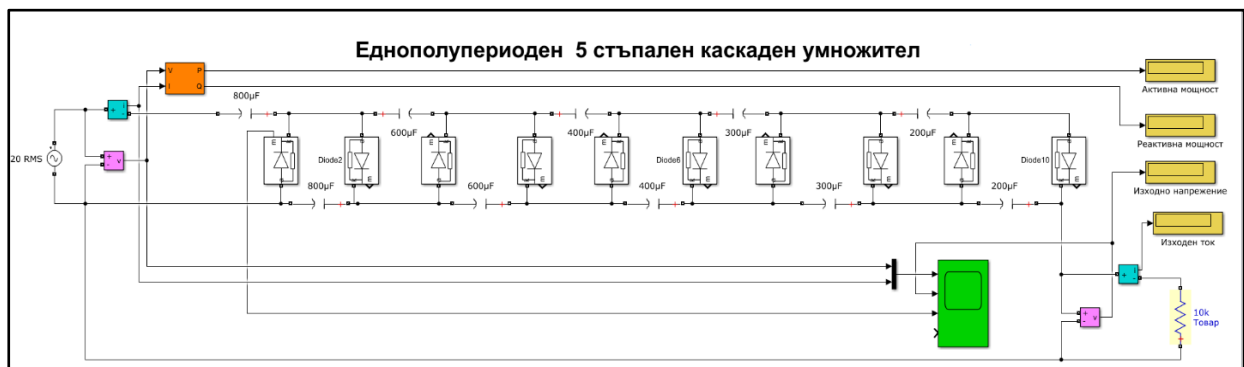 Еднополупериоден 5 стъпален каскаден умножител
V P
I Q
Активна мощност
Реактивна мощност
Изходно напрежение
Изходен ток
20 RMS
800μF
600μF
400μF
300μF
200μF
Diode2
Diode6
Diode10
800μF
600μF
400μF
300μF
200μF
10k
Товар